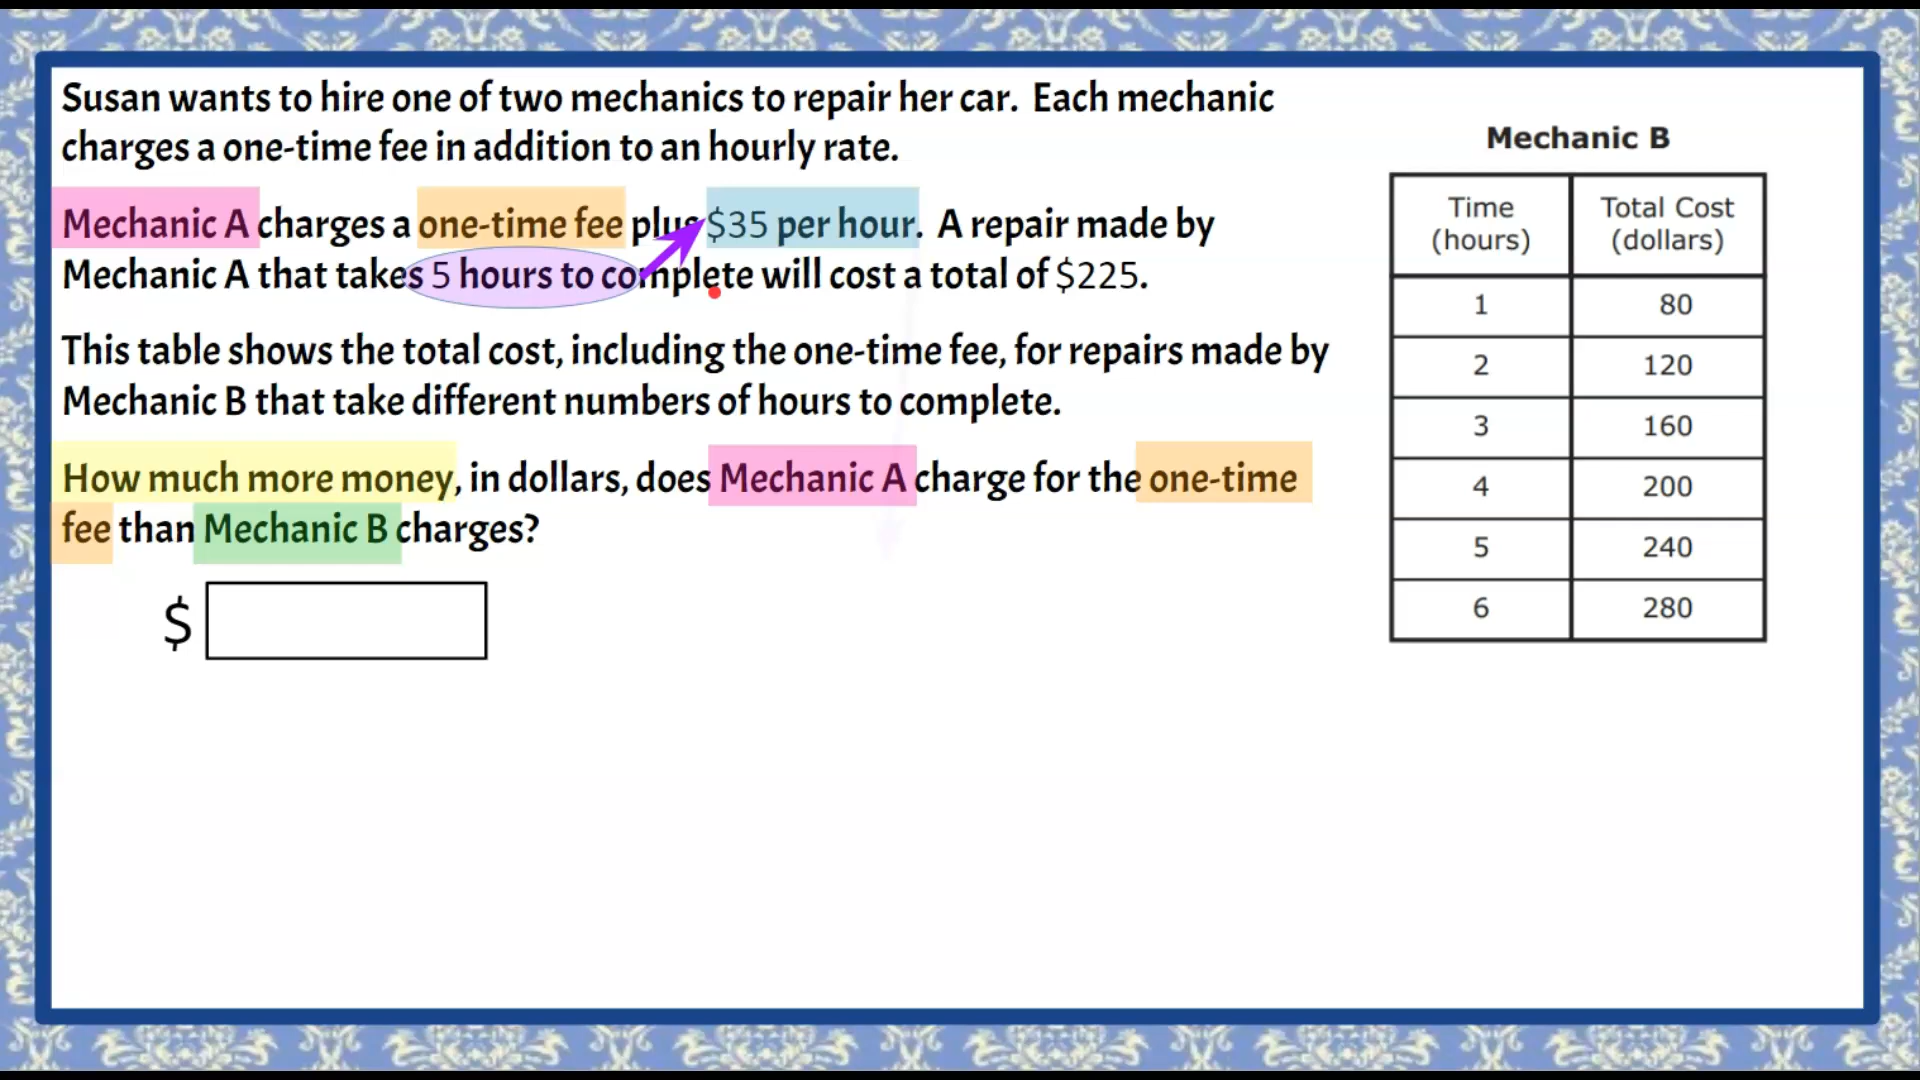 Susan wants to hire one of two mechanics to repair her car. Each mechanic
charges a one-time fee in addition to an hourly rate.
Mechanic A charges a one-time fee plus $35 per hour. A repair made by
Mechanic A that takes 5 hours to complete will cost a total of $225.
This table shows the total cost, including the one-time fee, for repairs made by
Mechanic B that take different numbers of hours to complete.
How much more money, in dollars, does Mechanic A charge for the one-time
fee than Mechanic B charges?
$
Mechanic B
Time (hours) Total Cost (dollars)
1 80
2 120
3 160
4 200
5 240
6 280